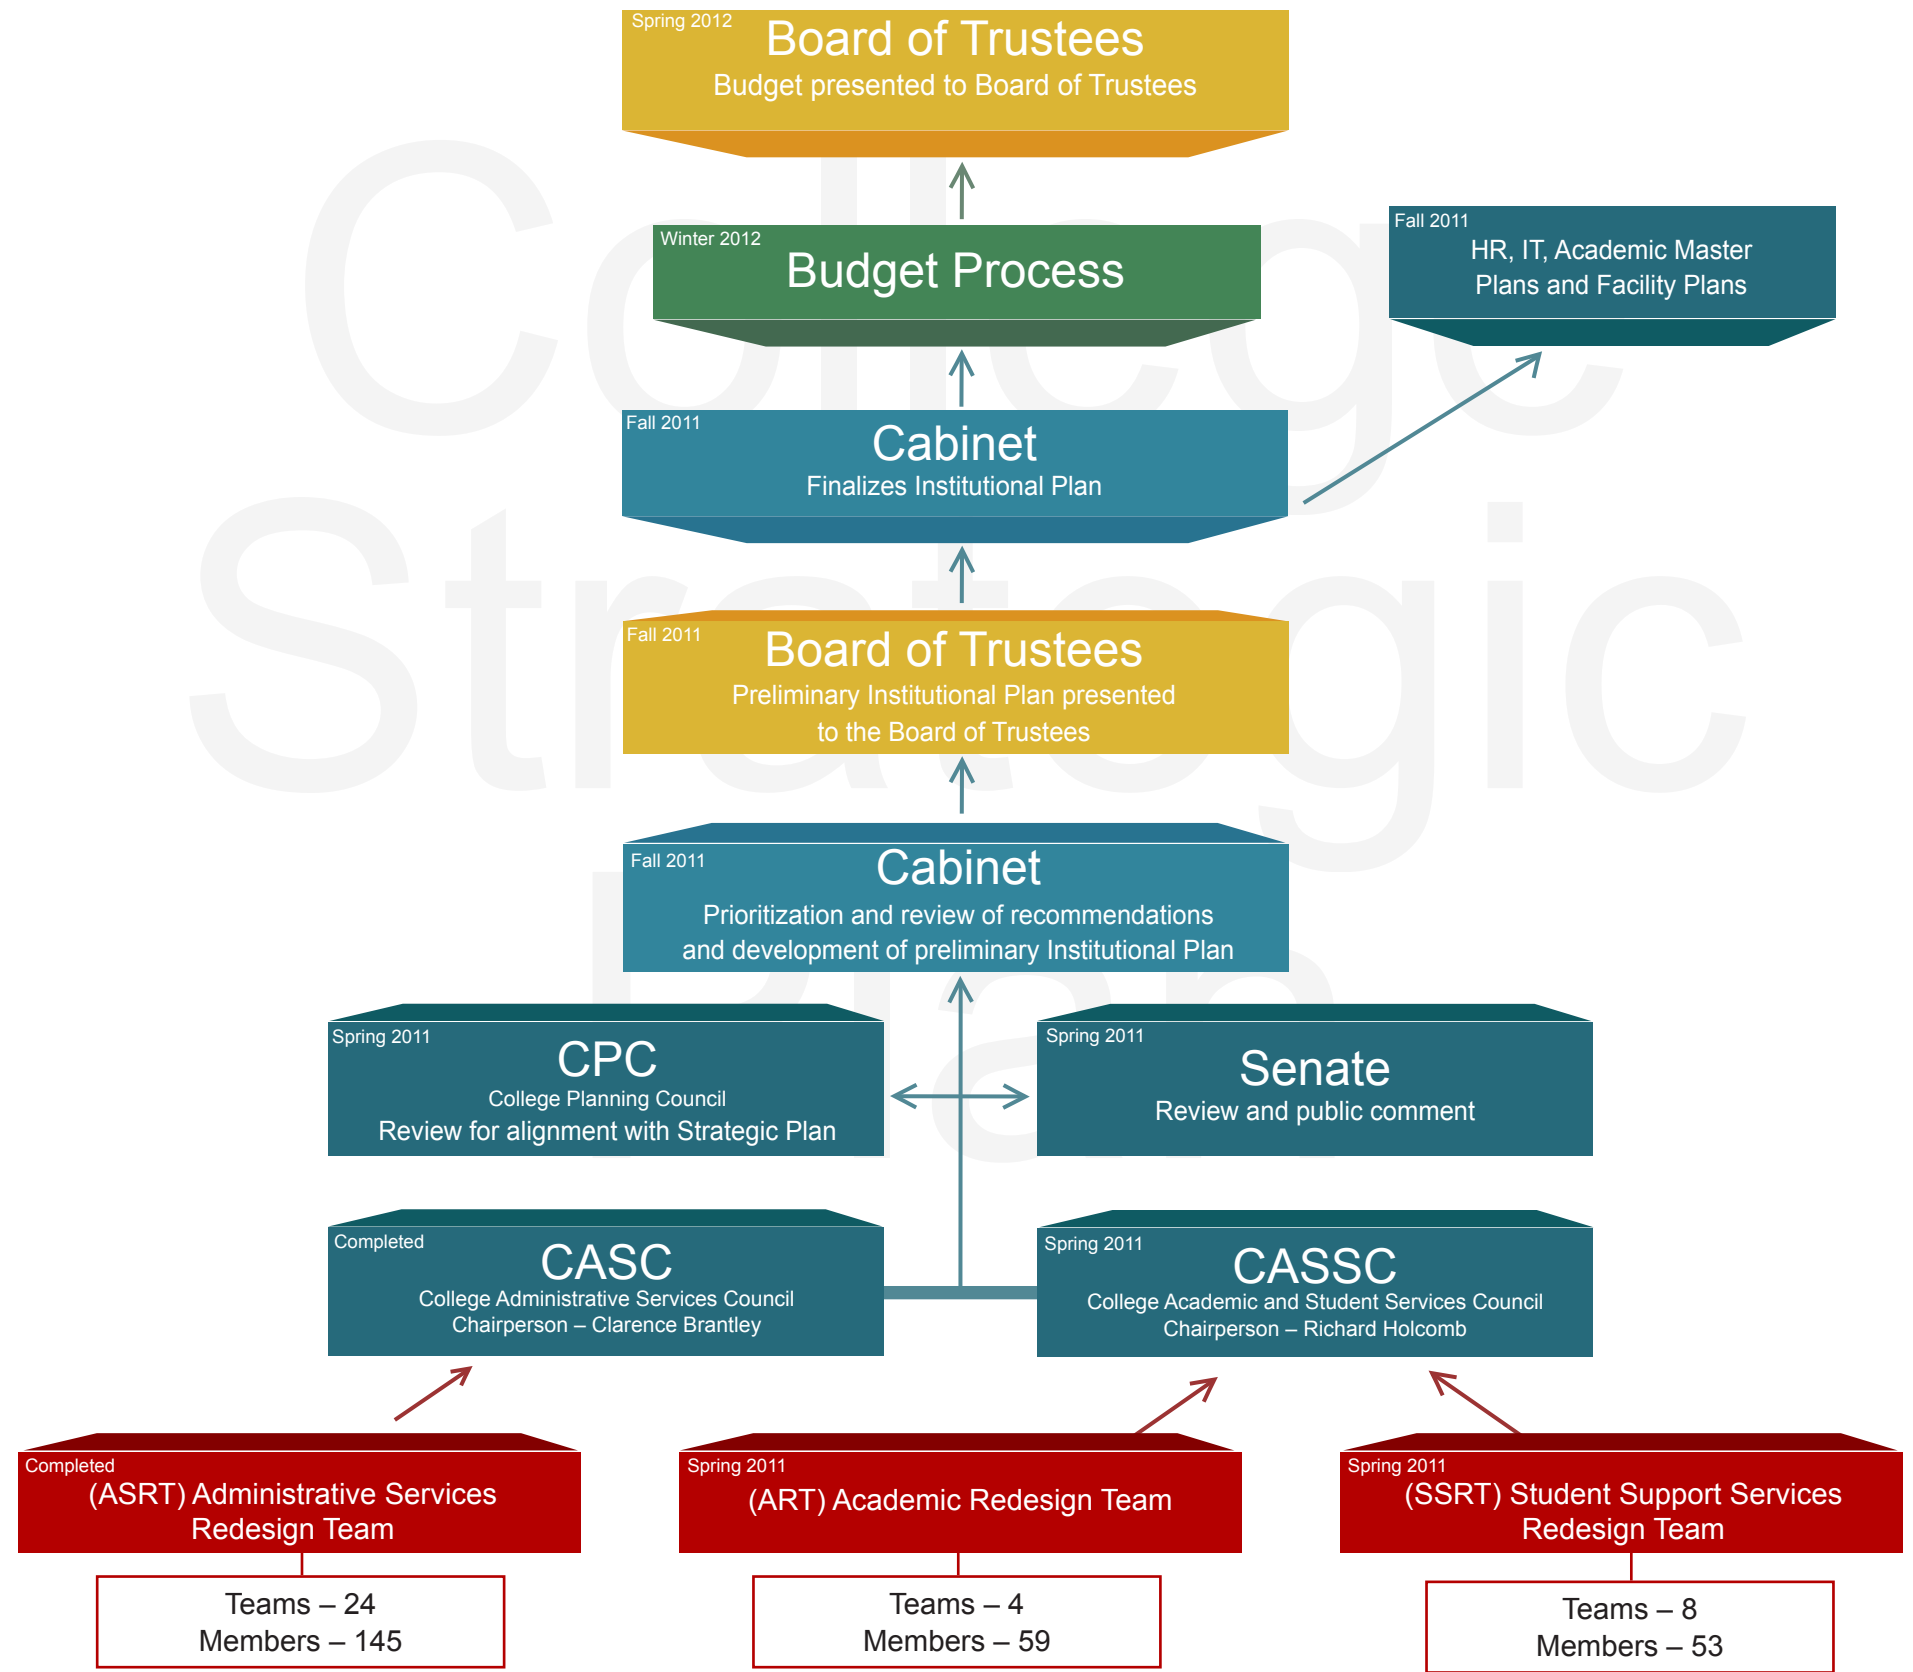 College
Strategic
Plan
Spring 2012
Board of Trustees
Budget presented to Board of Trustees
Winter 2012
Budget Process
Fall 2011
HR, IT, Academic Master
Plans and Facility Plans
Fall 2011
Cabinet
Finalizes Institutional Plan
Fall 2011
Board of Trustees
Preliminary Institutional Plan presented
to the Board of Trustees
Fall 2011
Cabinet
Prioritization and review of recommendations
and development of preliminary Institutional Plan
Spring 2011
CPC
College Planning Council
Review for alignment with Strategic Plan
Spring 2011
Senate
Review and public comment
Completed
CASC
College Administrative Services Council
Chairperson – Clarence Brantley
Spring 2011
CASSC
College Academic and Student Services Council
Chairperson – Richard Holcomb
Completed
(ASRT) Administrative Services
Redesign Team
Teams – 24
Members – 145
Spring 2011
(ART) Academic Redesign Team
Teams – 4
Members – 59
Spring 2011
(SSRT) Student Support Services
Redesign Team
Teams – 8
Members – 53